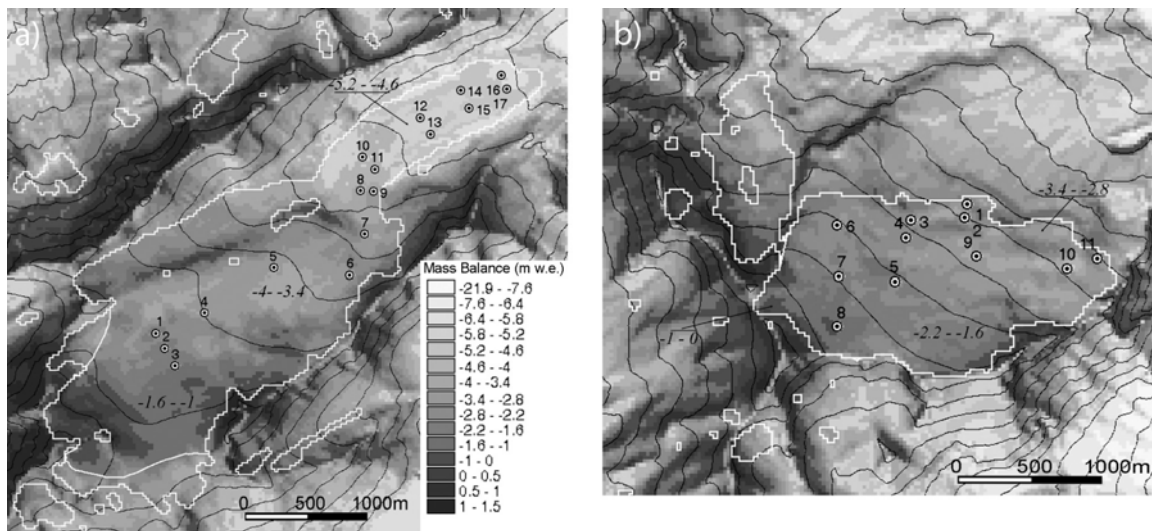 a)
-5.2 - -4.6
14
16
15
17
12
13
10
11
8
9
7
5
6
-4 - -3.4
4
1
2
3
-1.6 - -1
0 500 1000m
Mass Balance (m w.e.)
-21.9 - -7.6
-7.6 - -6.4
-6.4 - -5.8
-5.8 - -5.2
-5.2 - -4.6
-4.6 - -4
-4 - -3.4
-3.4 - -2.8
-2.8 - -2.2
-2.2 - -1.6
-1.6 - -1
-1 - 0
0 - 0.5
0.5 - 1
1 - 1.5
b)
-3.4 - -2.8
1
2
3
4
6
9
11
10
7
5
8
-2.2 - -1.6
-1 - 0
0 500 1000m